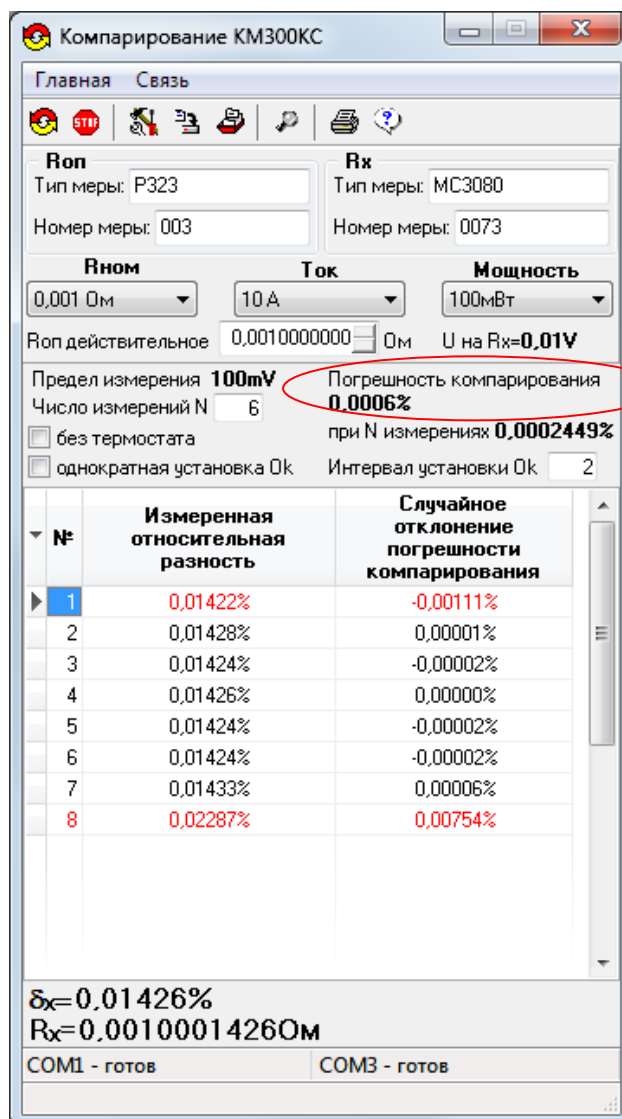 Компарирование КМ300КС
Главная Связь
STOP
Rоп Rx
Тип меры: P323 Тип меры: МС3080
Номер меры: 003 Номер меры: 0073
Rном Ток Мощность
0,001 Ом 10 А 100мВт
Rоп действительное 0,0010000000 Ом U на Rx=0,01V
Предел измерения 100mV Погрешность компарирования
Число измерений N 6 0,0006%
без термостата при N измерениях 0,0002449%
однократная установка Ok Интервал установки Ok 2
№ Измеренная относительная разность Случайное отклонение погрешности компарирования
1 0,01422% -0,00111%
2 0,01428% 0,00001%
3 0,01424% -0,00002%
4 0,01426% 0,00000%
5 0,01424% -0,00002%
6 0,01424% -0,00002%
7 0,01433% 0,00006%
8 0,02287% 0,00754%
δx=0,01426%
Rx=0,0010001426Ом
COM1 - готов COM3 - готов